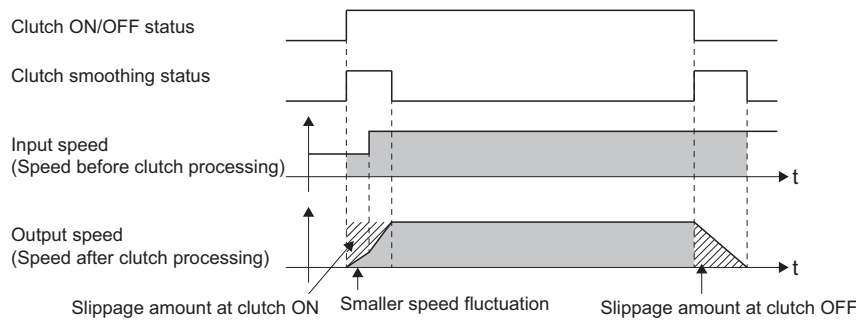 Clutch ON/OFF status
Clutch smoothing status
Input speed
(Speed before clutch processing)
t
Output speed
(Speed after clutch processing)
t
Slippage amount at clutch ON
Smaller speed fluctuation
Slippage amount at clutch OFF